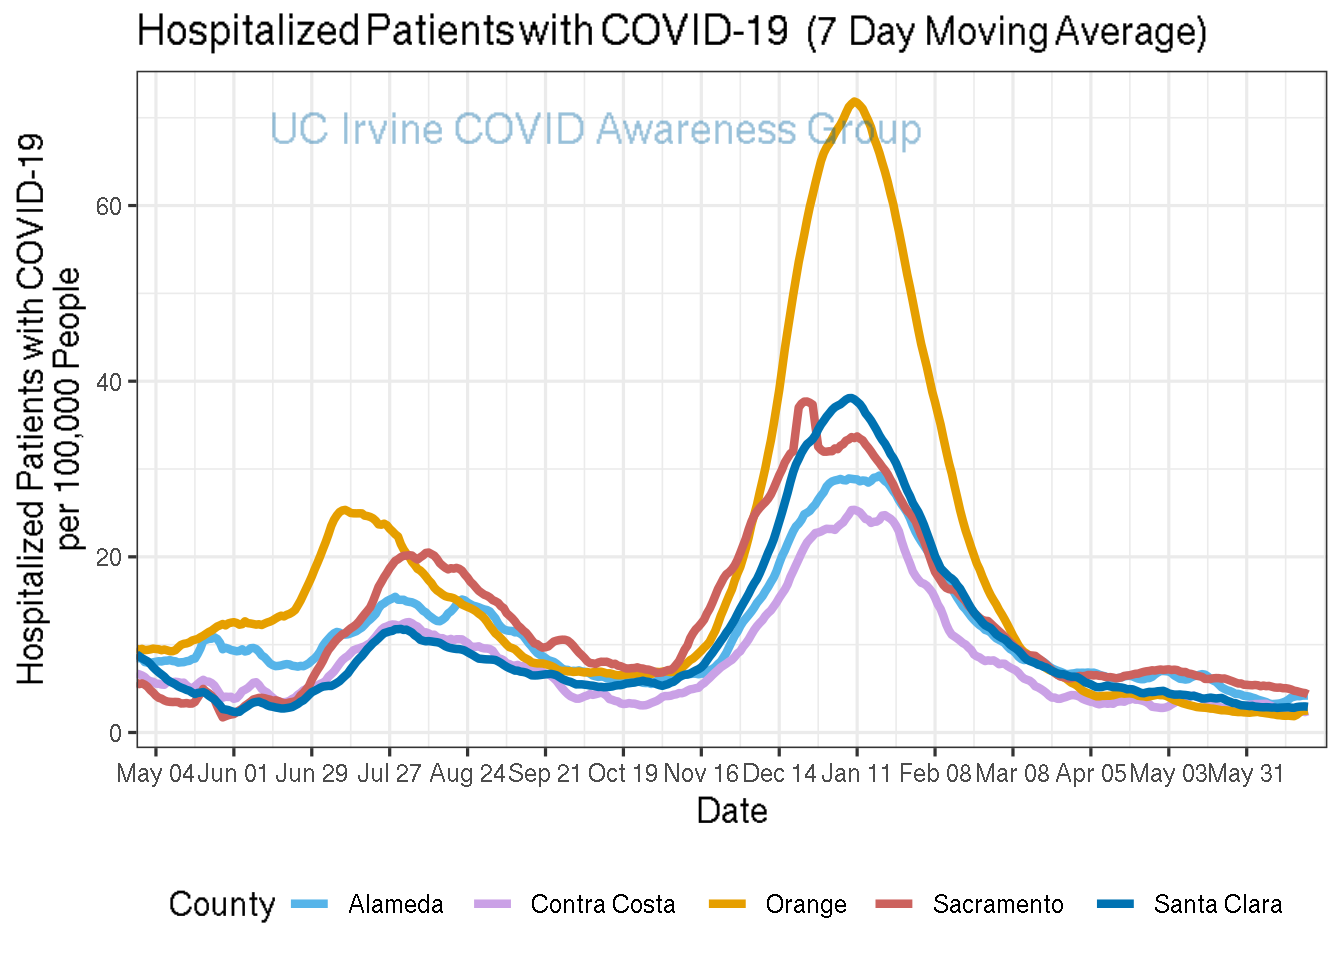 Hospitalized Patients with COVID-19 (7 Day Moving Average)
UC Irvine COVID Awareness Group
Hospitalized Patients with COVID-19
per 100,000 People
60
40
20
0
May 04 Jun 01 Jun 29 Jul 27 Aug 24 Sep 21 Oct 19 Nov 16 Dec 14 Jan 11 Feb 08 Mar 08 Apr 05 May 03 May 31
Date
County Alameda Contra Costa Orange Sacramento Santa Clara